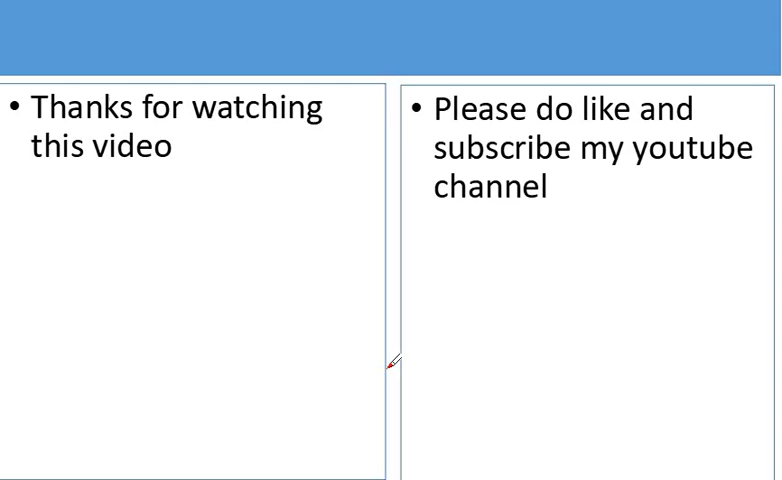 • Thanks for watching
this video
• Please do like and
subscribe my youtube
channel